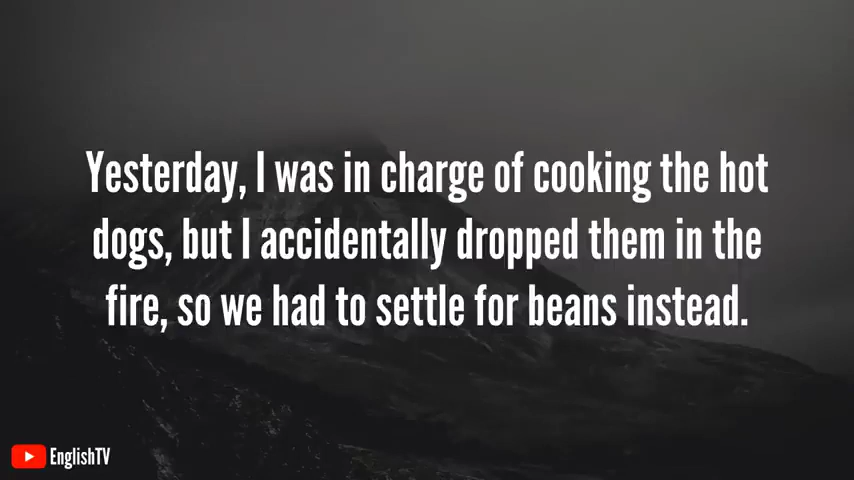 Yesterday, I was in charge of cooking the hot
dogs, but I accidentally dropped them in the
fire, so we had to settle for beans instead.
EnglishTV